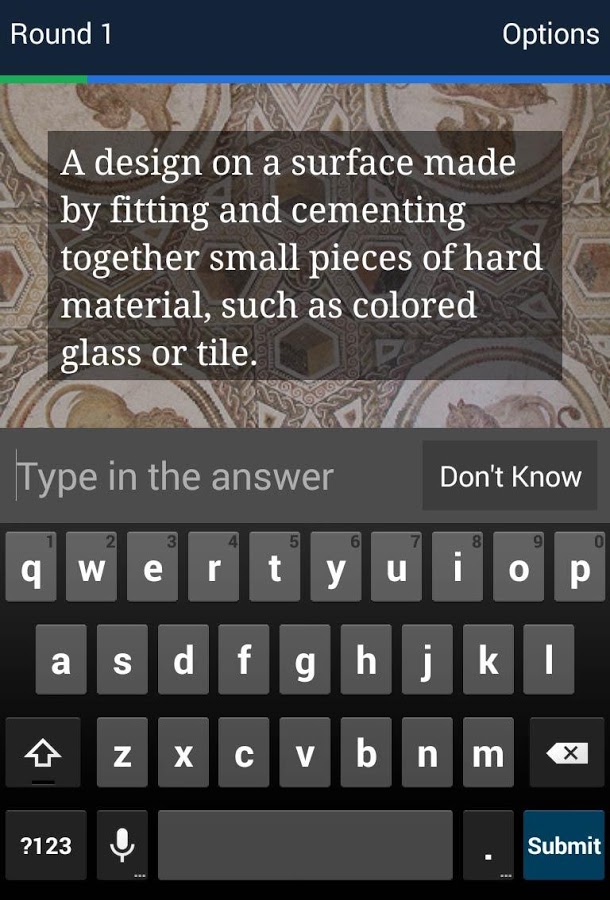 Round 1 Options
A design on a surface made
by fitting and cementing
together small pieces of hard
material, such as colored
glass or tile.
Type in the answer Don't Know
1 2 3 4 5 6 7 8 9 0
q w e r t y u i o p
a s d f g h j k l
z x c v b n m
?123 ... . ... Submit